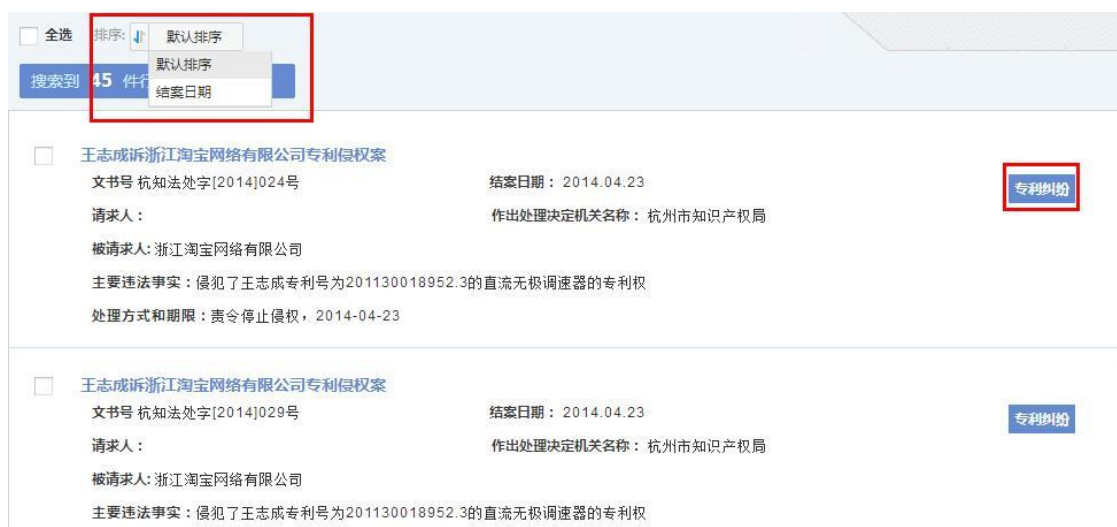 全选 排序: 默认排序
默认排序
搜索到 45 件行
结案日期
王志成诉浙江淘宝网络有限公司专利侵权案
文书号 杭知法处字[2014]024号 结案日期：2014.04.23
专利纠纷
请求人： 作出处理决定机关名称：杭州市知识产权局
被请求人:浙江淘宝网络有限公司
主要违法事实：侵犯了王志成专利号为201130018952.3的直流无极调速器的专利权
处理方式和期限：责令停止侵权，2014-04-23
王志成诉浙江淘宝网络有限公司专利侵权案
文书号 杭知法处字[2014]029号 结案日期：2014.04.23
专利纠纷
请求人： 作出处理决定机关名称：杭州市知识产权局
被请求人:浙江淘宝网络有限公司
主要违法事实：侵犯了王志成专利号为201130018952.3的直流无极调速器的专利权